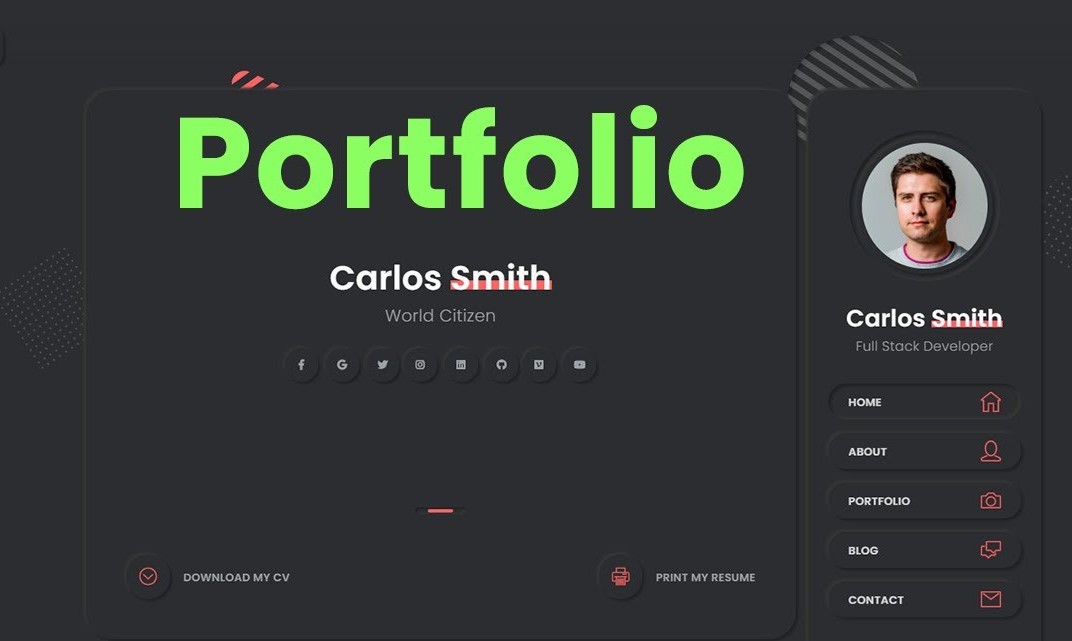 Portfolio
Carlos Smith
World Citizen
DOWNLOAD MY CV
PRINT MY RESUME
Carlos Smith
Full Stack Developer
HOME
ABOUT
PORTFOLIO
BLOG
CONTACT